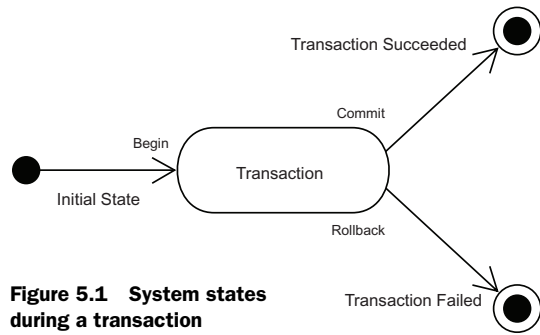 Transaction Succeeded
Commit
Begin
Transaction
Initial State
Rollback
Figure 5.1 System states
during a transaction
Transaction Failed